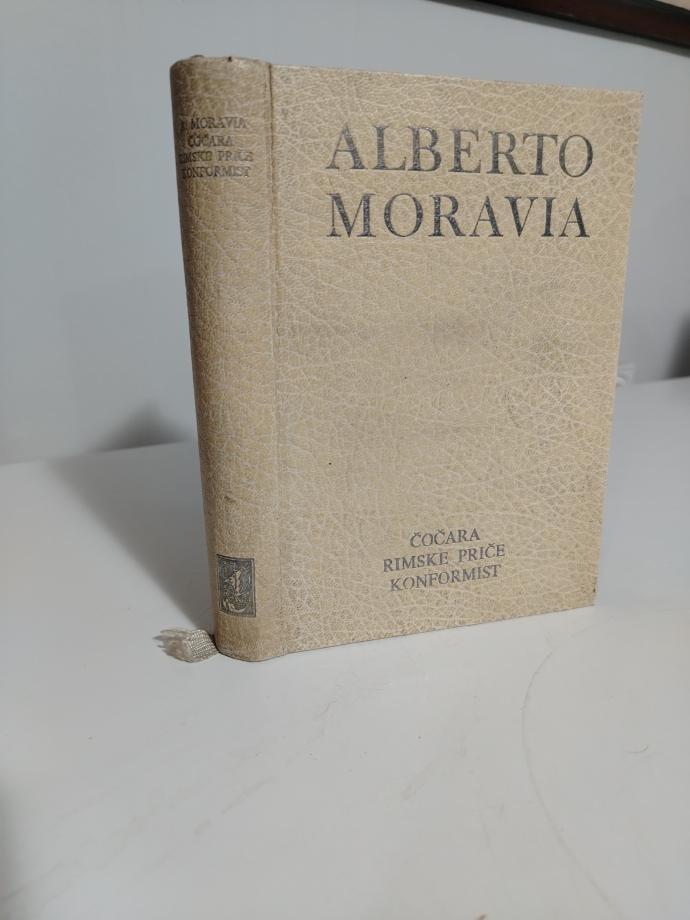 A. MORAVIA
ČOČARA
RIMSKE PRIČE
KONFORMIST
ALBERTO
MORAVIA
ČOČARA
RIMSKE PRIČE
KONFORMIST